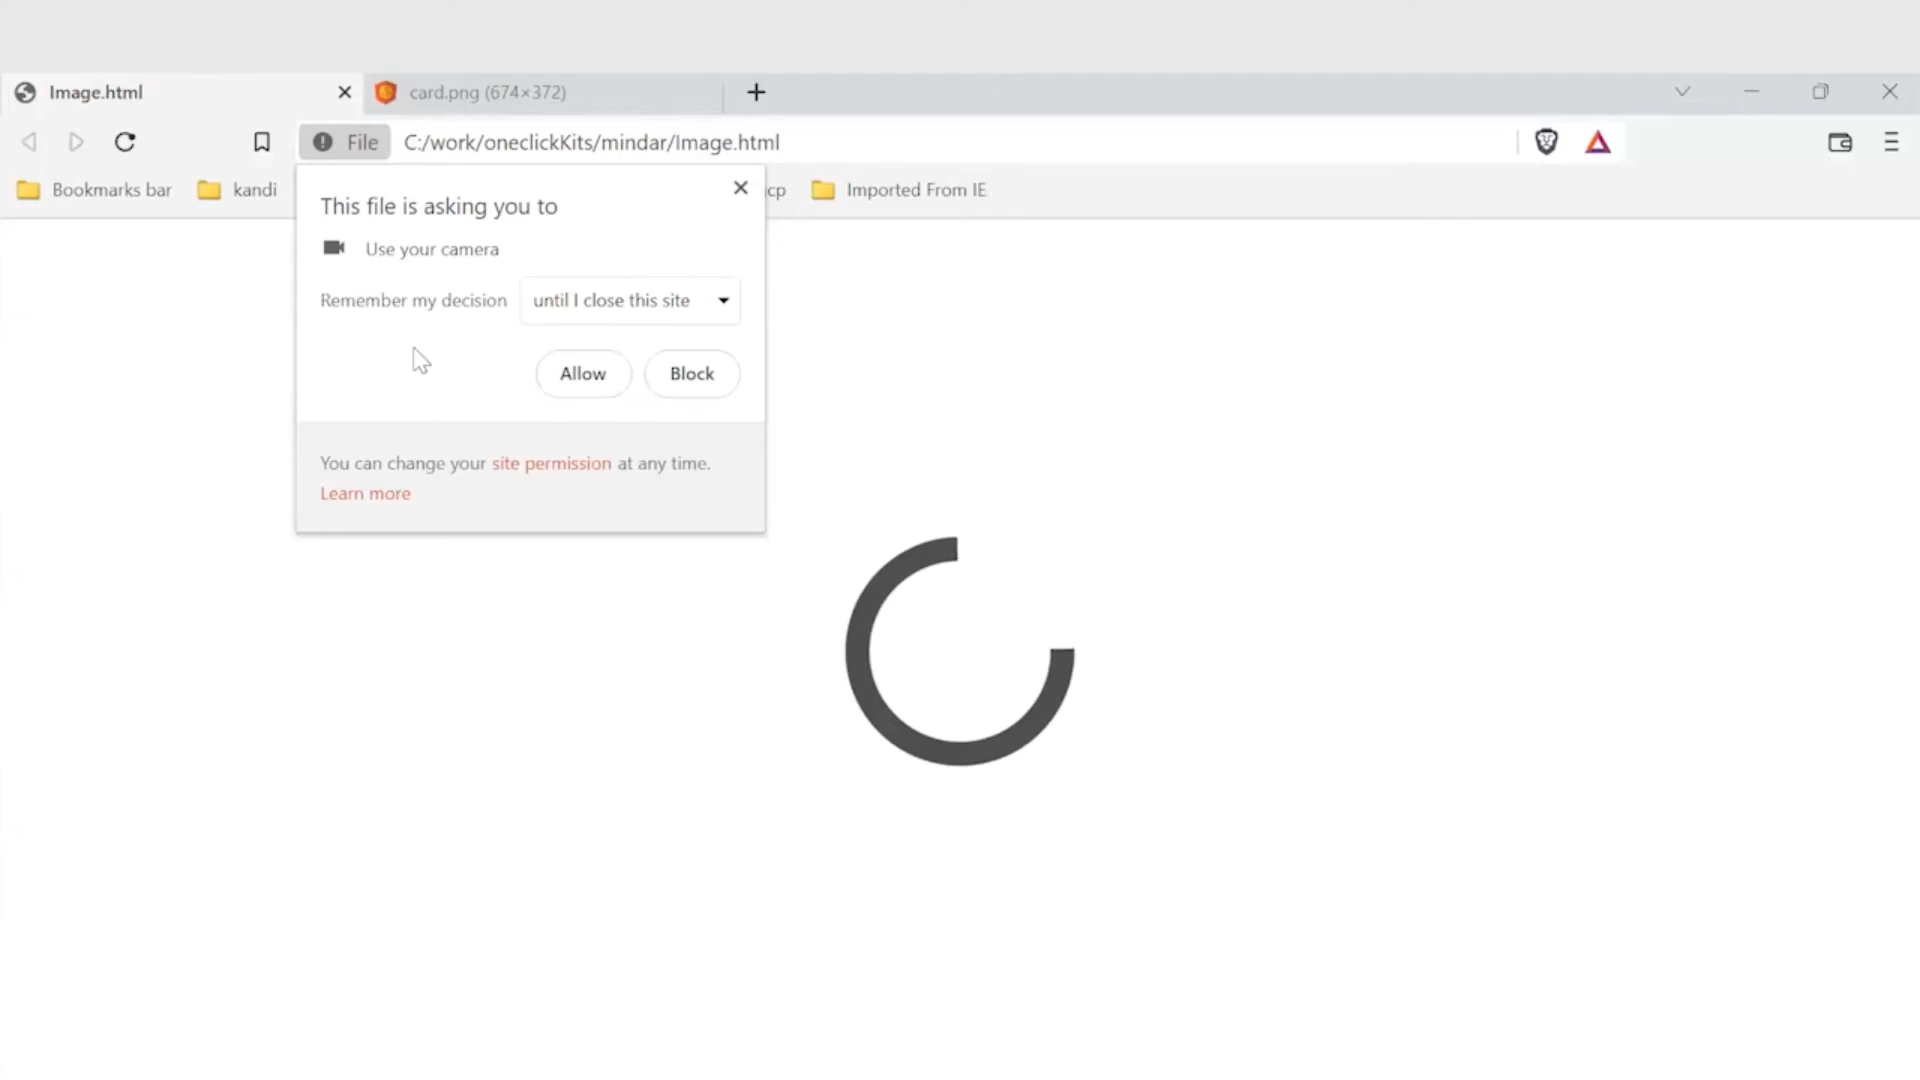 Image.html
card.png (674×372)
File
C:/work/oneclickKits/mindar/Image.html
Bookmarks bar
kandi
cp
Imported From IE
This file is asking you to
Use your camera
Remember my decision
until I close this site
Allow
Block
You can change your site permission at any time.
Learn more